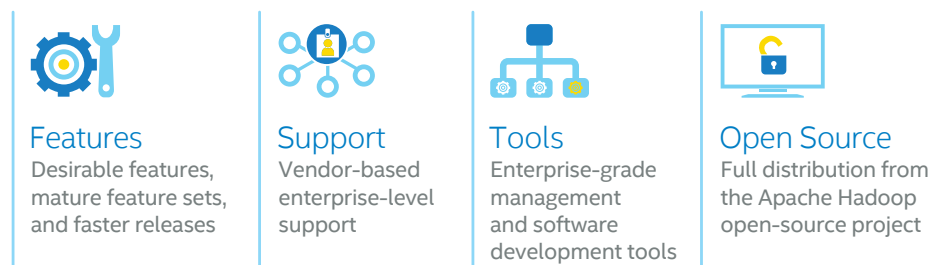 Features
Desirable features,
mature feature sets,
and faster releases
Support
Vendor-based
enterprise-level
support
Tools
Enterprise-grade
management
and software
development tools
Open Source
Full distribution from
the Apache Hadoop
open-source project